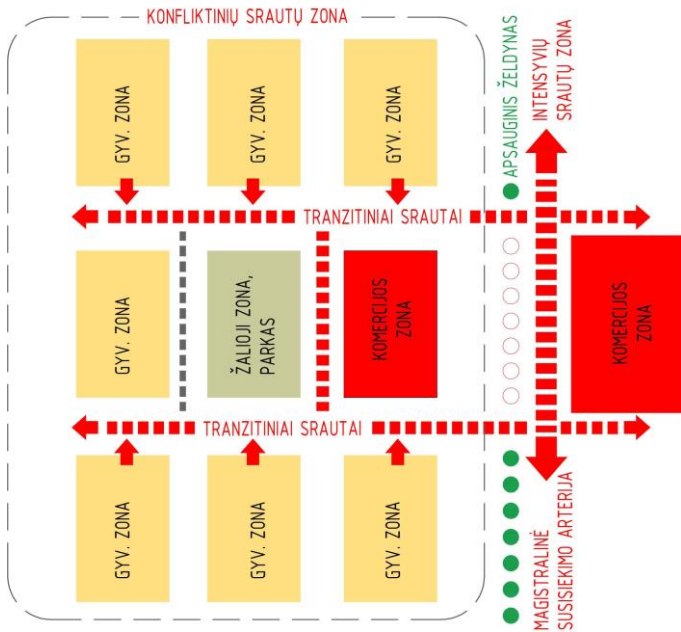 KONFLIKTINIŲ SRAUTŲ ZONA
GYV. ZONA
GYV. ZONA
GYV. ZONA
APSAUGINIS ŽELDYNAS
INTENSYVIŲ
SRAUTŲ ZONA
TRANZITINIAI SRAUTAI
GYV. ZONA
ŽALIOJI ZONA,
PARKAS
KOMERCIJOS
ZONA
KOMERCIJOS
ZONA
TRANZITINIAI SRAUTAI
GYV. ZONA
GYV. ZONA
GYV. ZONA
MAGISTRALINĖ
SUSISIEKIMO ARTERIJA